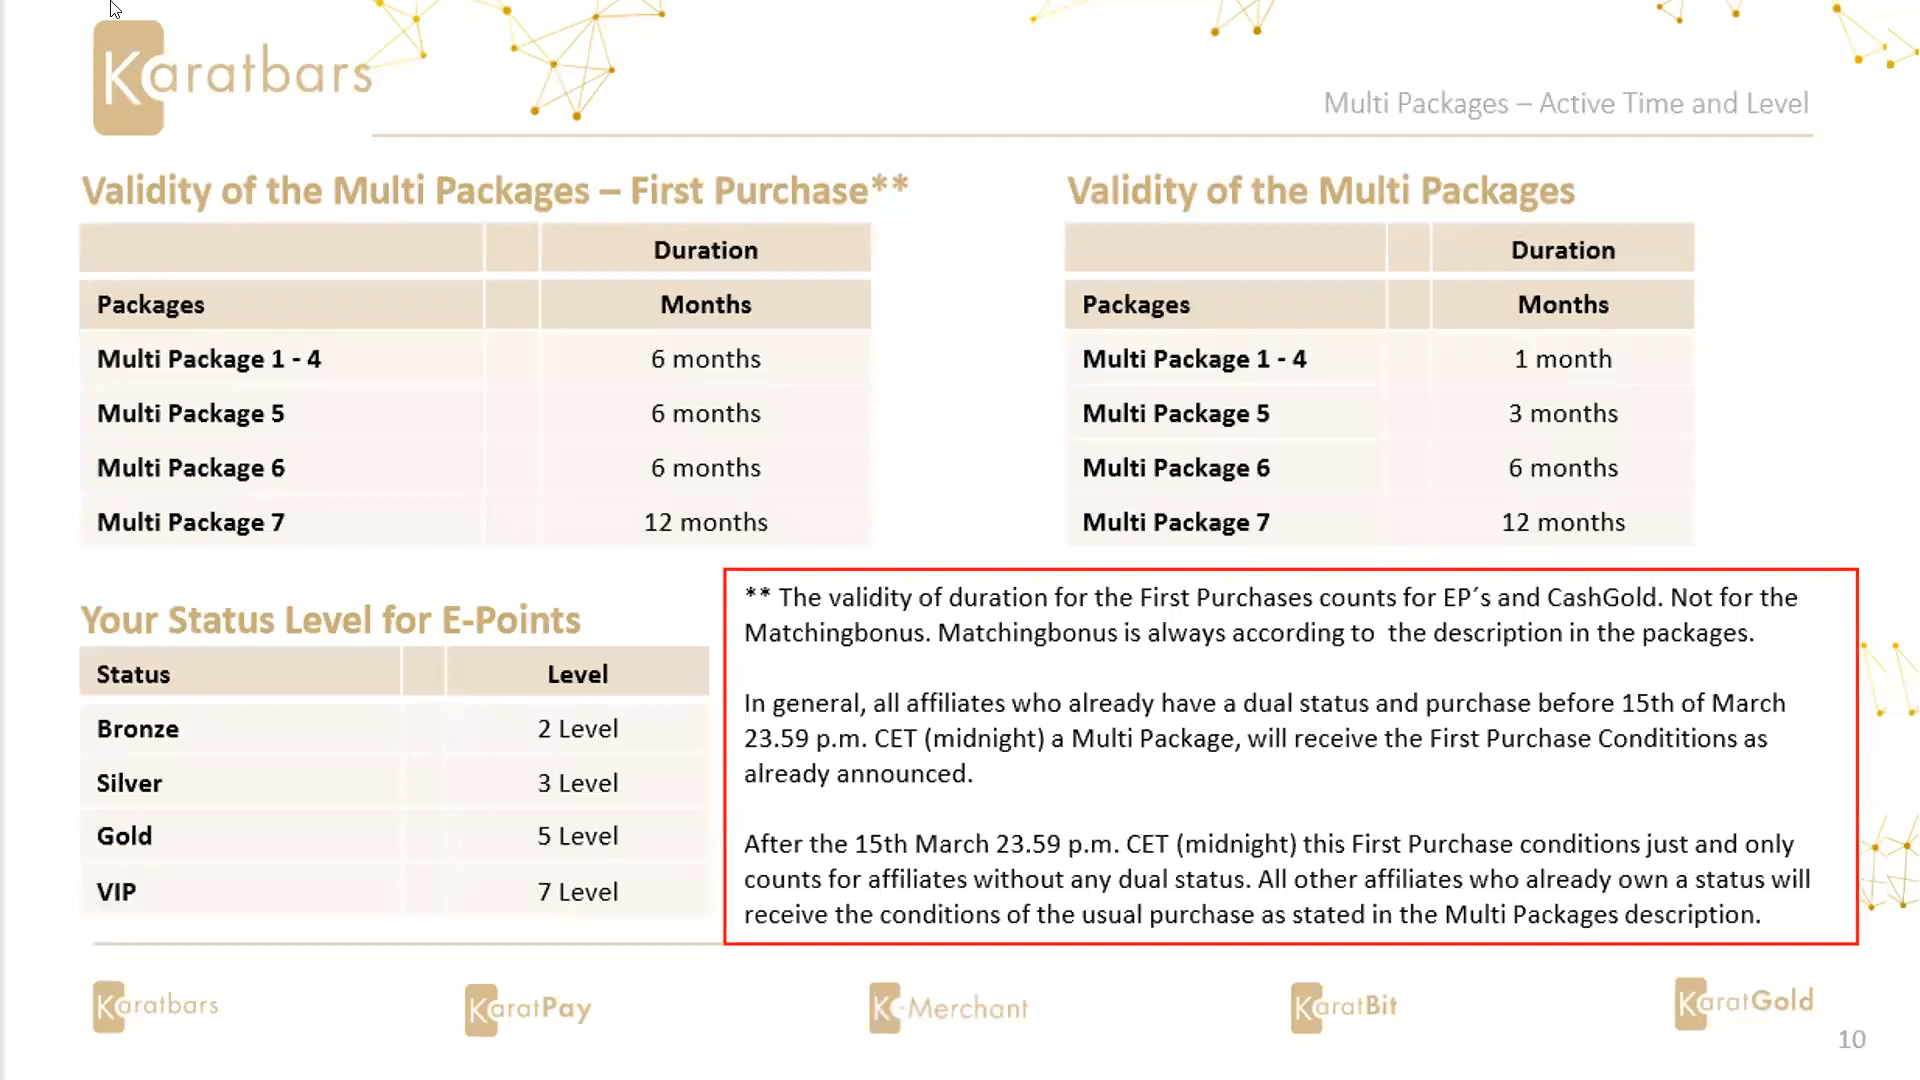 Karatbars
Multi Packages – Active Time and Level
Validity of the Multi Packages – First Purchase**
Duration
Packages Months
Multi Package 1 - 4 6 months
Multi Package 5 6 months
Multi Package 6 6 months
Multi Package 7 12 months
Validity of the Multi Packages
Duration
Packages Months
Multi Package 1 - 4 1 month
Multi Package 5 3 months
Multi Package 6 6 months
Multi Package 7 12 months
Your Status Level for E-Points
Status Level
Bronze 2 Level
Silver 3 Level
Gold 5 Level
VIP 7 Level
** The validity of duration for the First Purchases counts for EP´s and CashGold. Not for the
Matchingbonus. Matchingbonus is always according to the description in the packages.
In general, all affiliates who already have a dual status and purchase before 15th of March
23.59 p.m. CET (midnight) a Multi Package, will receive the First Purchase Condititions as
already announced.
After the 15th March 23.59 p.m. CET (midnight) this First Purchase conditions just and only
counts for affiliates without any dual status. All other affiliates who already own a status will
receive the conditions of the usual purchase as stated in the Multi Packages description.
Karatbars
KaratPay
K-Merchant
KaratBit
KaratGold
10